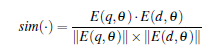 sim(·) = E(q,θ) · E(d,θ) / ‖E(q,θ)‖ × ‖E(d,θ)‖